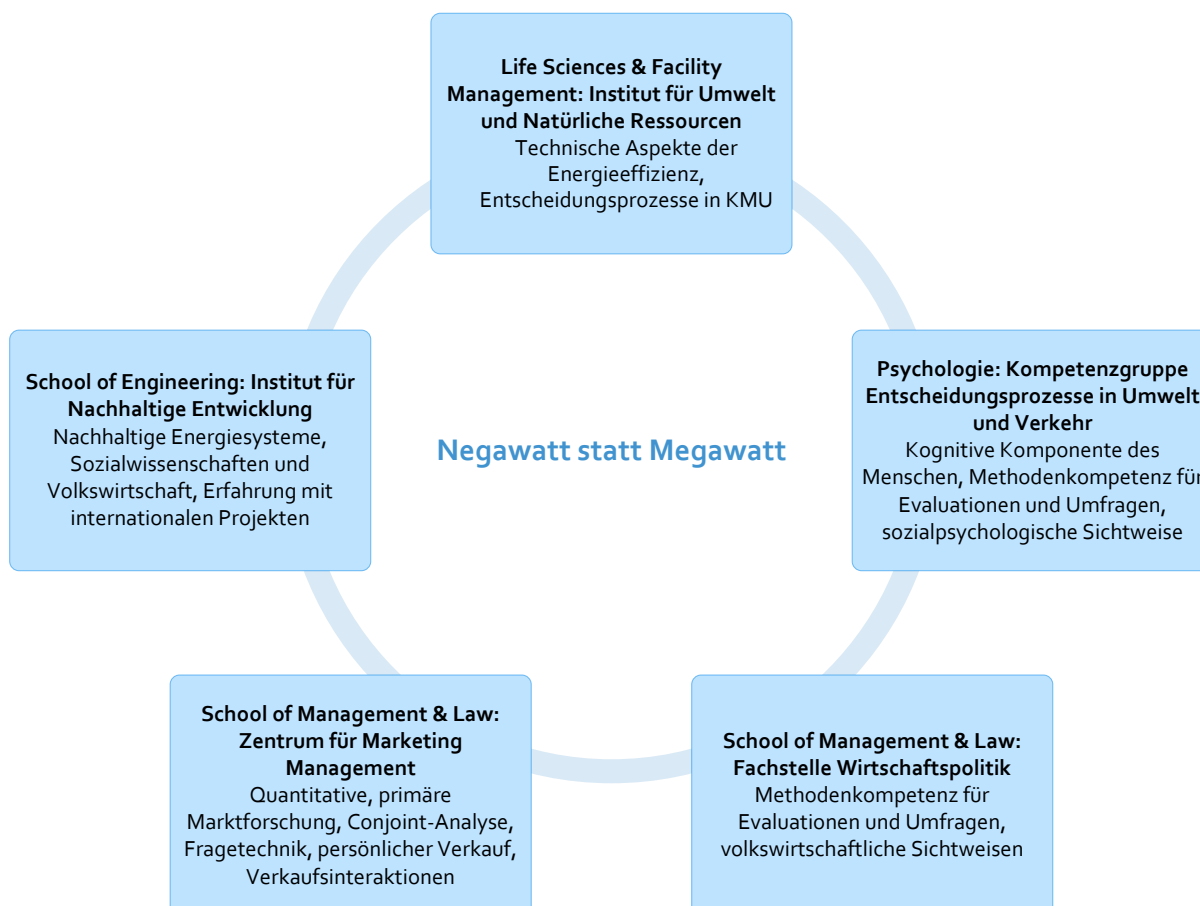 Life Sciences & Facility
Management: Institut für Umwelt
und Natürliche Ressourcen
Technische Aspekte der
Energieeffizienz,
Entscheidungsprozesse in KMU
School of Engineering: Institut für
Nachhaltige Entwicklung
Nachhaltige Energiesysteme,
Sozialwissenschaften und
Volkswirtschaft, Erfahrung mit
internationalen Projekten
Negawatt statt Megawatt
Psychologie: Kompetenzgruppe
Entscheidungsprozesse in Umwelt
und Verkehr
Kognitive Komponente des
Menschen, Methodenkompetenz für
Evaluationen und Umfragen,
sozialpsychologische Sichtweise
School of Management & Law:
Zentrum für Marketing
Management
Quantitative, primäre
Marktforschung, Conjoint-Analyse,
Fragetechnik, persönlicher Verkauf,
Verkaufsinteraktionen
School of Management & Law:
Fachstelle Wirtschaftspolitik
Methodenkompetenz für
Evaluationen und Umfragen,
volkswirtschaftliche Sichtweisen